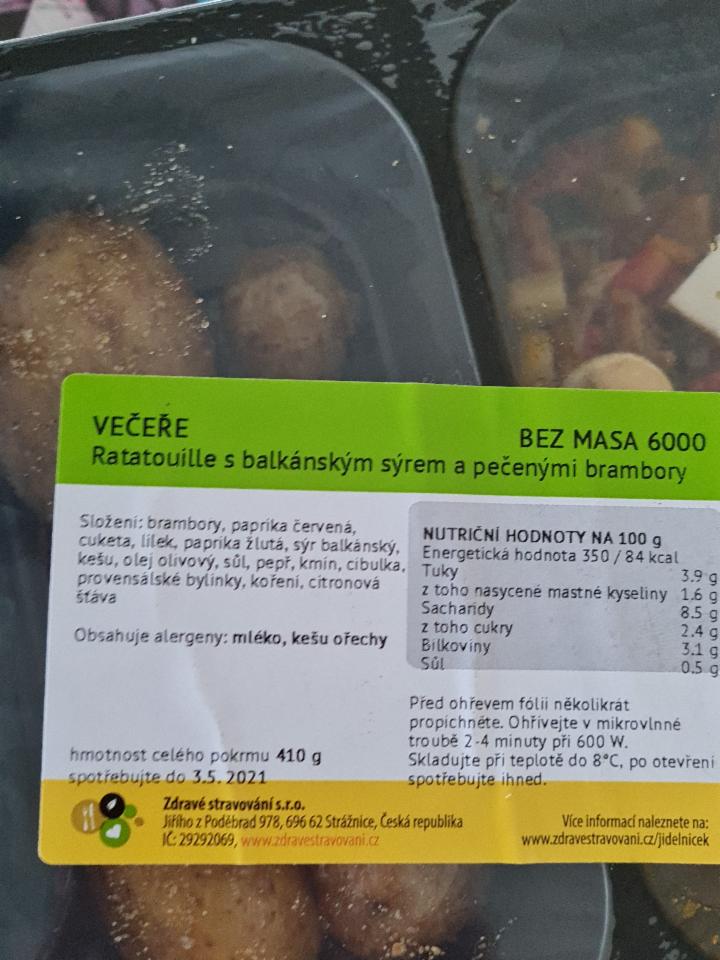 VEČEŘE
BEZ MASA 6000
Ratatouille s balkánským sýrem a pečenými brambory
Složení: brambory, paprika červená,
cuketa, lilek, paprika žlutá, sýr balkánský,
kešu, olej olivový, sůl, pepř, kmín, cibulka,
provensálské bylinky, koření, citronová
šťáva
Obsahuje alergeny: mléko, kešu ořechy
hmotnost celého pokrmu 410 g
spotřebujte do 3.5. 2021
NUTRIČNÍ HODNOTY NA 100 g
Energetická hodnota 350 / 84 kcal
Tuky 3.9 g
z toho nasycené mastné kyseliny 1.6 g
Sacharidy 8.5 g
z toho cukry 2.4 g
Bílkoviny 3.1 g
Sůl 0.5 g
Před ohřevem fólii několikrát
propíchněte. Ohřívejte v mikrovlnné
troubě 2-4 minuty při 600 W.
Skladujte při teplotě do 8°C, po otevření
spotřebujte ihned.
Zdravé stravování s.r.o.
Jiřího z Poděbrad 978, 696 62 Strážnice, Česká republika
IČ: 29292069, www.zdravestravovani.cz
Více informací naleznete na:
www.zdravestravovani.cz/jidelnicek